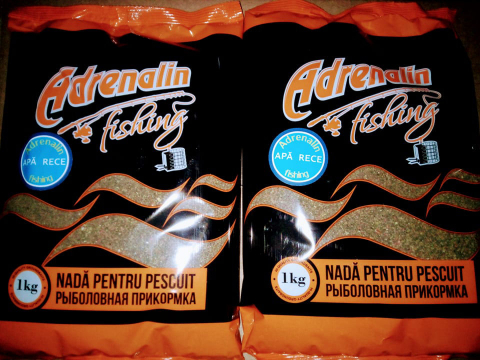 Adrenalin
fishing
Adrenalin
APĂ RECE
fishing
1kg
NADĂ PENTRU PESCUIT
РЫБОЛОВНАЯ ПРИКОРМКА
Adrenalin
fishing
Adrenalin
APĂ RECE
fishing
1kg
NADĂ PENTRU PESCUIT
РЫБОЛОВНАЯ ПРИКОРМКА